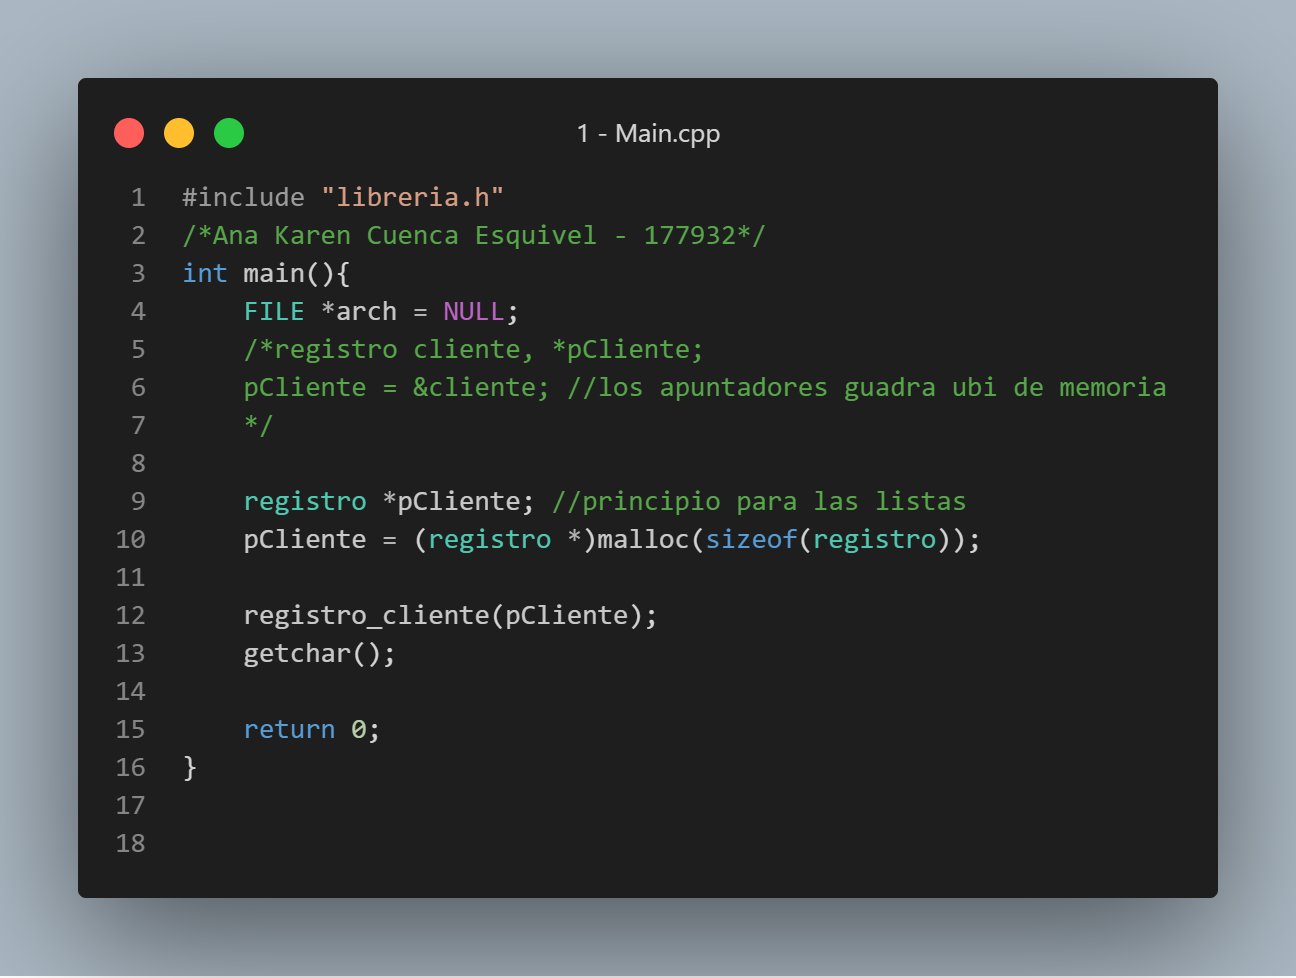 1 - Main.cpp
1 #include "libreria.h"
2 /*Ana Karen Cuenca Esquivel - 177932*/
3 int main(){
4     FILE *arch = NULL;
5     /*registro cliente, *pCliente;
6     pCliente = &cliente; //los apuntadores guadra ubi de memoria
7     */
8
9     registro *pCliente; //principio para las listas
10     pCliente = (registro *)malloc(sizeof(registro));
11
12     registro_cliente(pCliente);
13     getchar();
14
15     return 0;
16 }
17
18